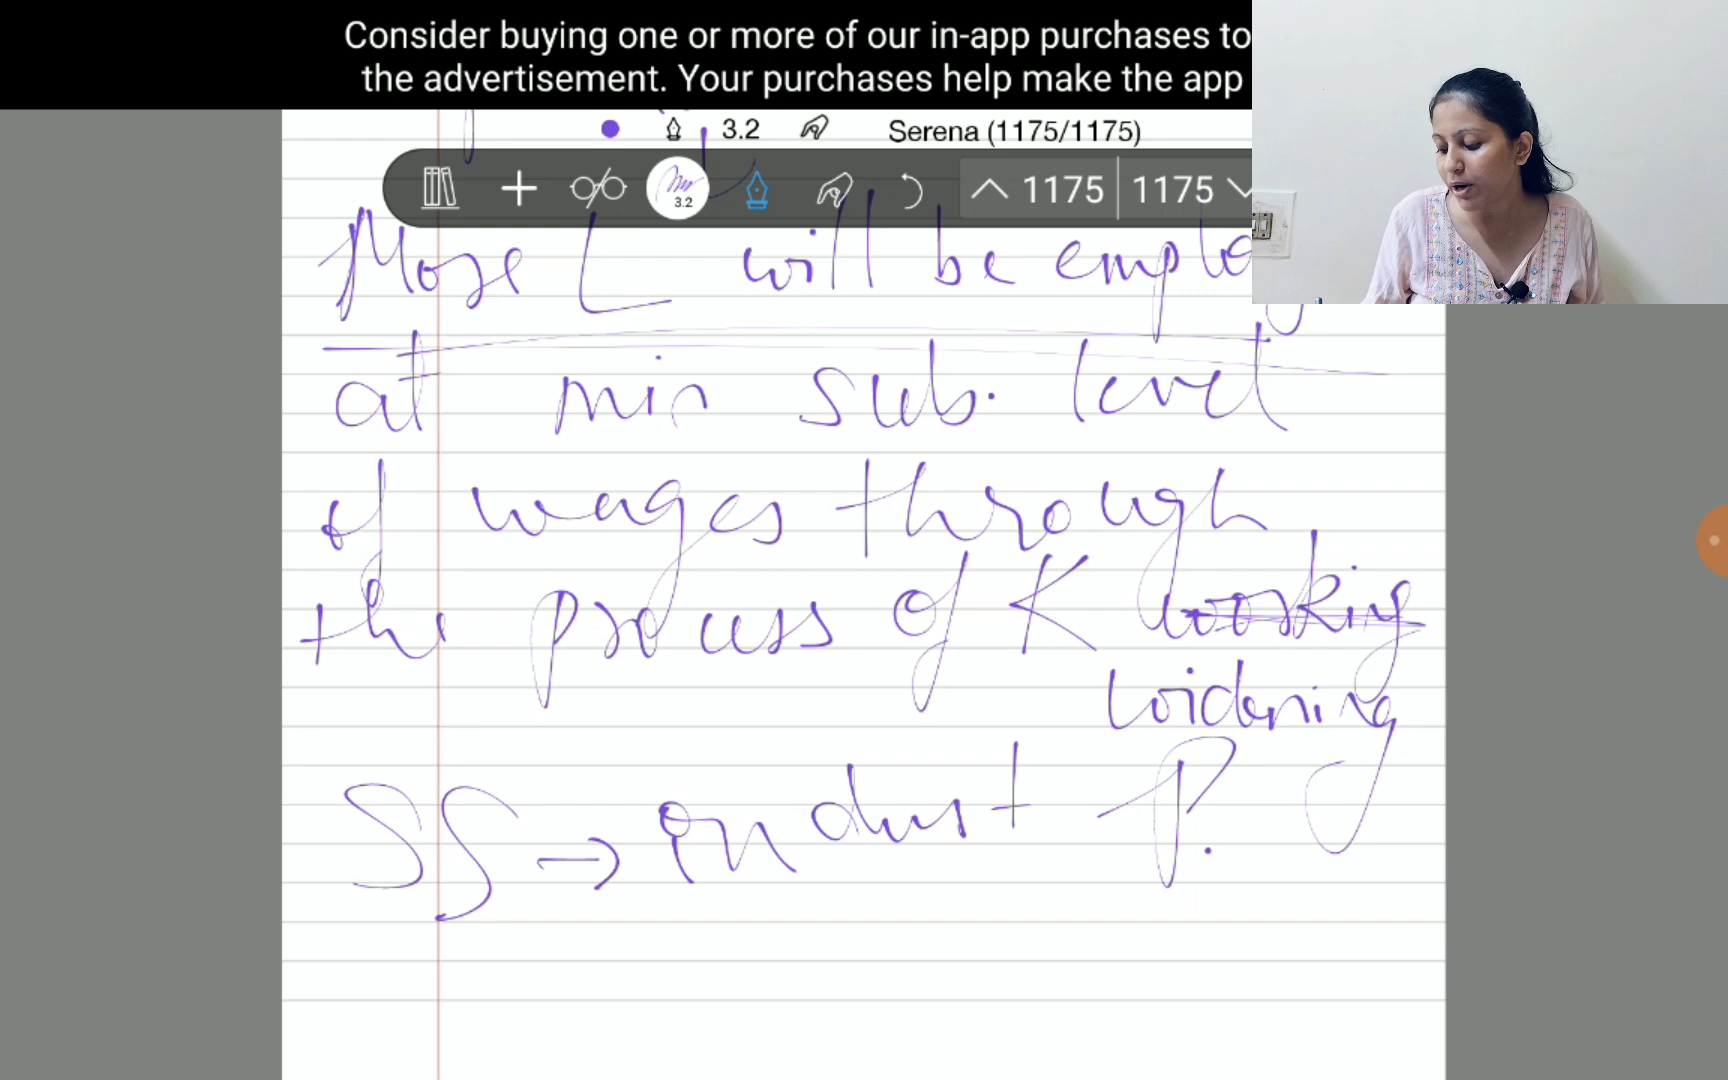 Consider buying one or more of our in-app purchases to
the advertisement. Your purchases help make the app
3.2 Serena (1175/1175)
3.2 1175 1175
More L will be emplo
at min sub. level
of wages through
the process of K working
widening
SS → indust P.